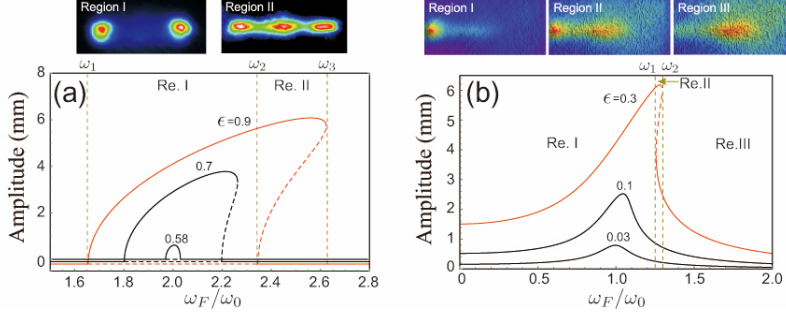 Region I
Region II
ω1
ω2
ω3
(a)
Re. I
Re. II
ϵ=0.9
0.7
0.58
Amplitude (mm)
8
6
4
2
0
1.6
1.8
2.0
2.2
2.4
2.6
2.8
ωF/ω0
Region I
Region II
Region III
ω1
ω2
(b)
Re.II
ϵ=0.3
Re. I
Re.III
0.1
0.03
Amplitude (mm)
6
5
4
3
2
1
0
0
0.5
1.0
1.5
2.0
ωF/ω0